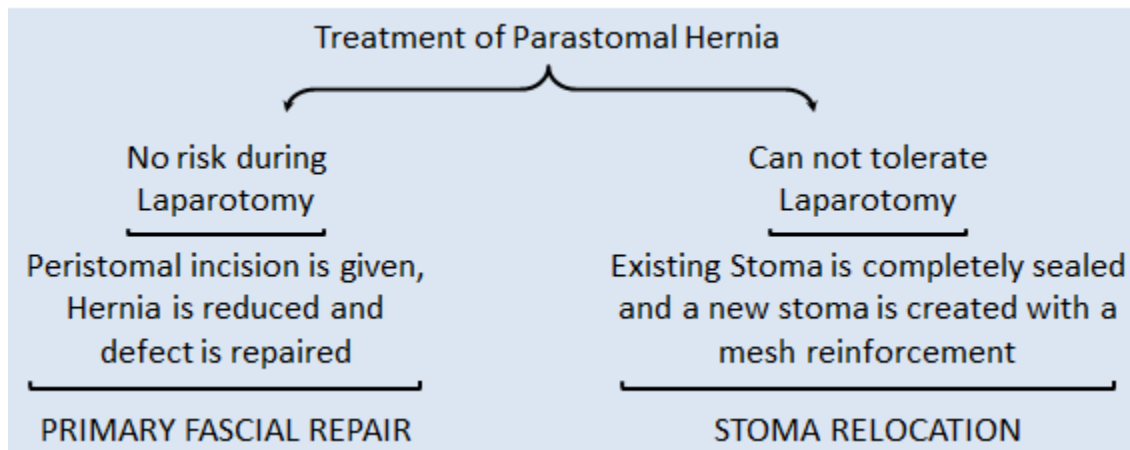 Treatment of Parastomal Hernia
No risk during
Laparotomy
Peristomal incision is given,
Hernia is reduced and
defect is repaired
PRIMARY FASCIAL REPAIR
Can not tolerate
Laparotomy
Existing Stoma is completely sealed
and a new stoma is created with a
mesh reinforcement
STOMA RELOCATION